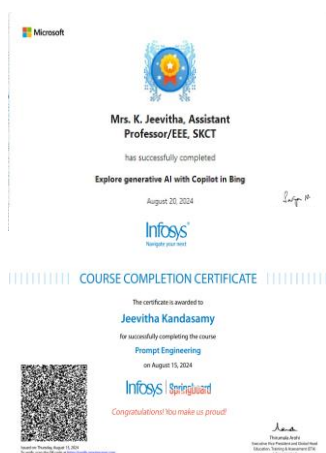 Microsoft
Mrs. K. Jeevitha, Assistant
Professor/EEE, SKCT
has successfully completed
Explore generative AI with Copilot in Bing
August 20, 2024
Infosys
Navigate your next
COURSE COMPLETION CERTIFICATE
The certificate is awarded to
Jeevitha Kandasamy
for successfully completing the course
Prompt Engineering
on August 15, 2024
Infosys | Springboard
Congratulations! You make us proud!
Issued on: Thursday, August 15, 2024
Thirumala Arohi
Executive Vice President and Global Head
Education, Training & Assessment (ETA)